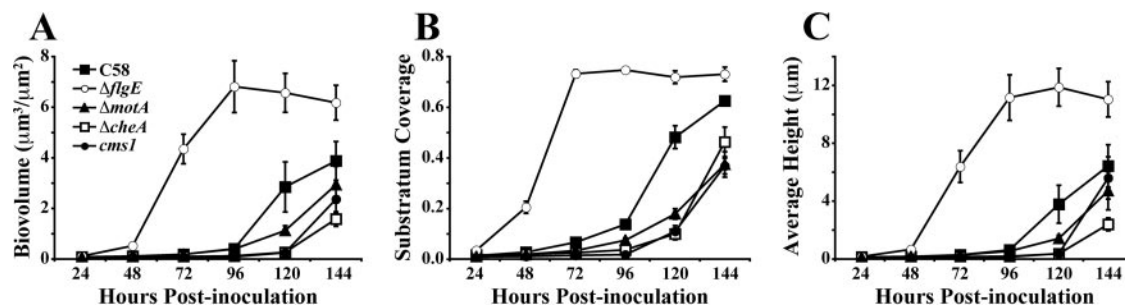 A
Biovolume (μm³/μm²)
8
6
4
2
0
C58
ΔflgE
ΔmotA
ΔcheA
cms1
24 48 72 96 120 144
Hours Post-inoculation
B
Substratum Coverage
0.8
0.6
0.4
0.2
0.0
24 48 72 96 120 144
Hours Post-inoculation
C
Average Height (μm)
12
8
4
0
24 48 72 96 120 144
Hours Post-inoculation